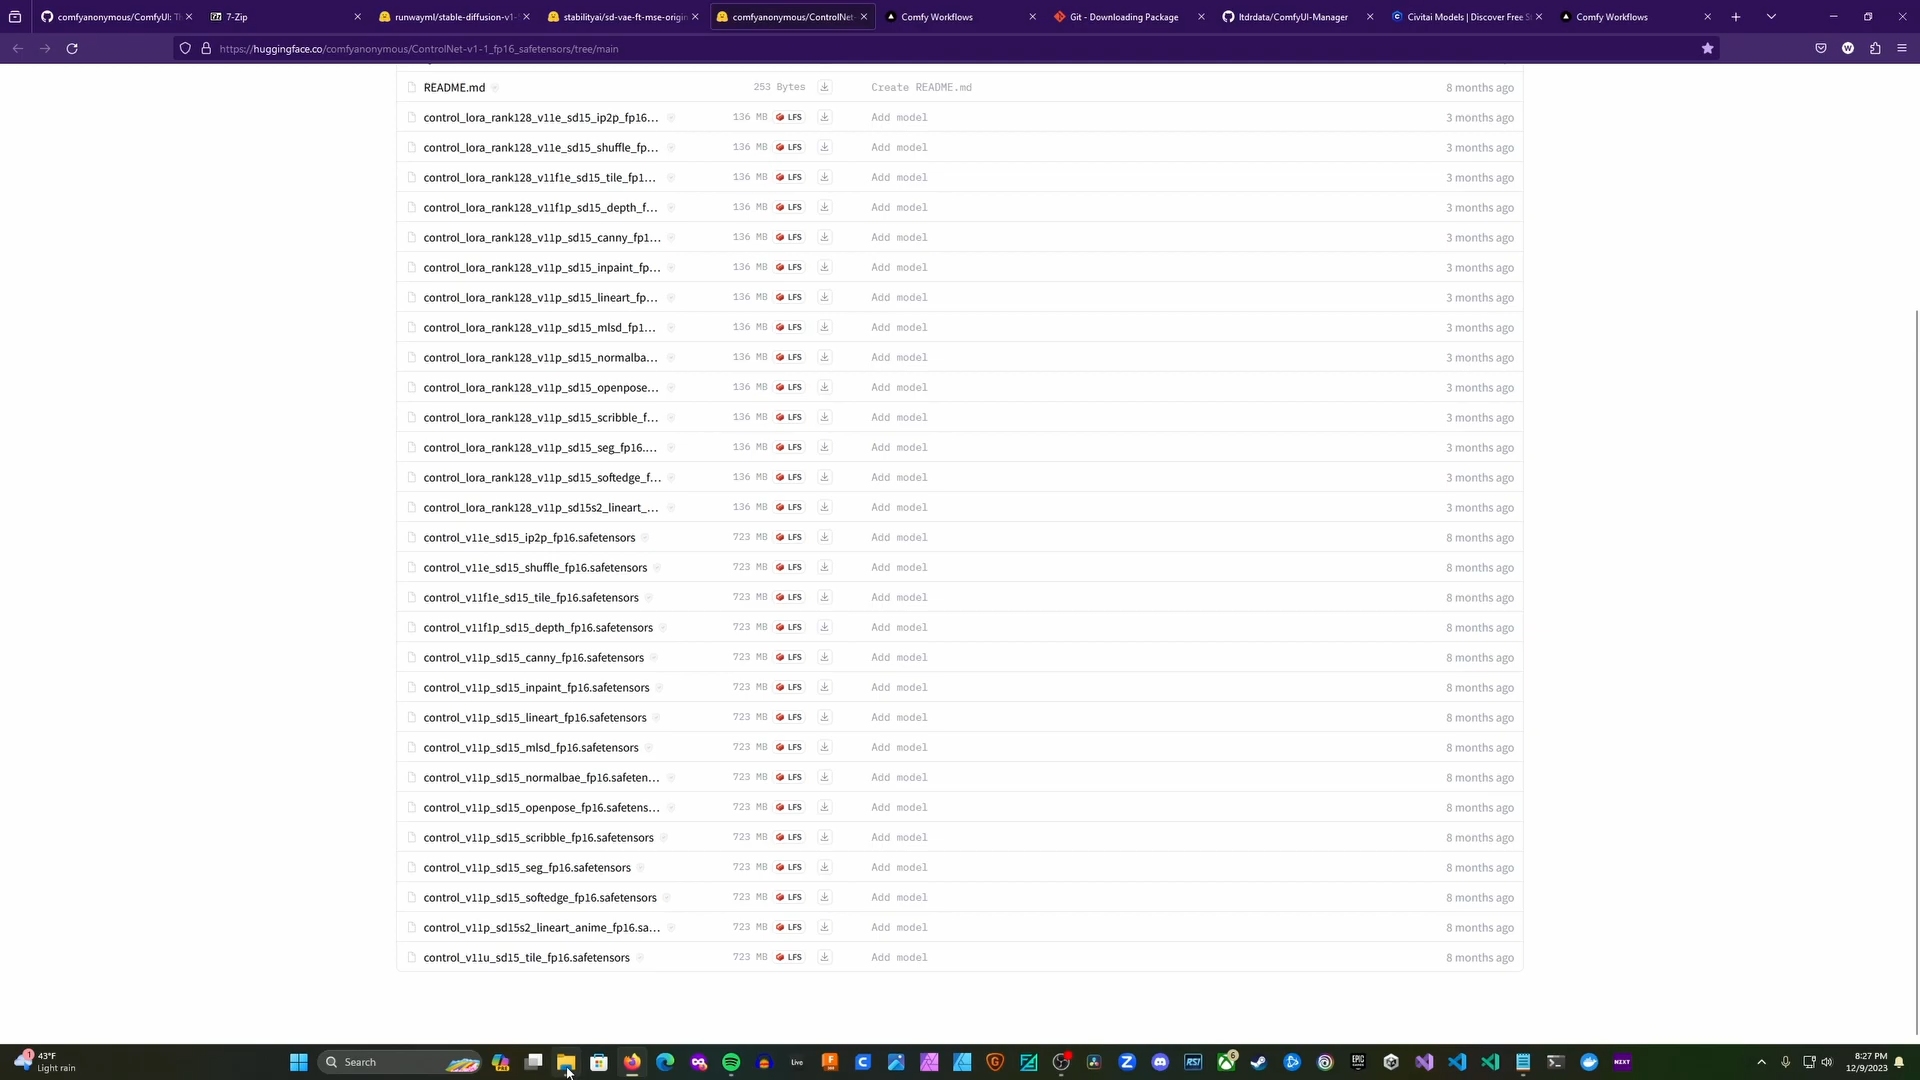 comfyanonymous/ComfyUI: Th
7-Zip
runwayml/stable-diffusion-v1-
stabilityai/sd-vae-ft-mse-origin
comfyanonymous/ControlNet-
Comfy Workflows
Git - Downloading Package
ltdrdata/ComfyUI-Manager
Civitai Models | Discover Free S
Comfy Workflows
https://huggingface.co/comfyanonymous/ControlNet-v1-1_fp16_safetensors/tree/main
README.md 253 Bytes Create README.md 8 months ago
control_lora_rank128_v11e_sd15_ip2p_fp16... 136 MB LFS Add model 3 months ago
control_lora_rank128_v11e_sd15_shuffle_fp... 136 MB LFS Add model 3 months ago
control_lora_rank128_v11f1e_sd15_tile_fp1... 136 MB LFS Add model 3 months ago
control_lora_rank128_v11f1p_sd15_depth_f... 136 MB LFS Add model 3 months ago
control_lora_rank128_v11p_sd15_canny_fp1... 136 MB LFS Add model 3 months ago
control_lora_rank128_v11p_sd15_inpaint_fp... 136 MB LFS Add model 3 months ago
control_lora_rank128_v11p_sd15_lineart_fp... 136 MB LFS Add model 3 months ago
control_lora_rank128_v11p_sd15_mlsd_fp1... 136 MB LFS Add model 3 months ago
control_lora_rank128_v11p_sd15_normalba... 136 MB LFS Add model 3 months ago
control_lora_rank128_v11p_sd15_openpose... 136 MB LFS Add model 3 months ago
control_lora_rank128_v11p_sd15_scribble_f... 136 MB LFS Add model 3 months ago
control_lora_rank128_v11p_sd15_seg_fp16.... 136 MB LFS Add model 3 months ago
control_lora_rank128_v11p_sd15_softedge_f... 136 MB LFS Add model 3 months ago
control_lora_rank128_v11p_sd15s2_lineart_... 136 MB LFS Add model 3 months ago
control_v11e_sd15_ip2p_fp16.safetensors 723 MB LFS Add model 8 months ago
control_v11e_sd15_shuffle_fp16.safetensors 723 MB LFS Add model 8 months ago
control_v11f1e_sd15_tile_fp16.safetensors 723 MB LFS Add model 8 months ago
control_v11f1p_sd15_depth_fp16.safetensors 723 MB LFS Add model 8 months ago
control_v11p_sd15_canny_fp16.safetensors 723 MB LFS Add model 8 months ago
control_v11p_sd15_inpaint_fp16.safetensors 723 MB LFS Add model 8 months ago
control_v11p_sd15_lineart_fp16.safetensors 723 MB LFS Add model 8 months ago
control_v11p_sd15_mlsd_fp16.safetensors 723 MB LFS Add model 8 months ago
control_v11p_sd15_normalbae_fp16.safeten... 723 MB LFS Add model 8 months ago
control_v11p_sd15_openpose_fp16.safetens... 723 MB LFS Add model 8 months ago
control_v11p_sd15_scribble_fp16.safetensors 723 MB LFS Add model 8 months ago
control_v11p_sd15_seg_fp16.safetensors 723 MB LFS Add model 8 months ago
control_v11p_sd15_softedge_fp16.safetensors 723 MB LFS Add model 8 months ago
control_v11p_sd15s2_lineart_anime_fp16.sa... 723 MB LFS Add model 8 months ago
control_v11u_sd15_tile_fp16.safetensors 723 MB LFS Add model 8 months ago
43°F
Light rain
Search
Live
8:27 PM
12/9/2023